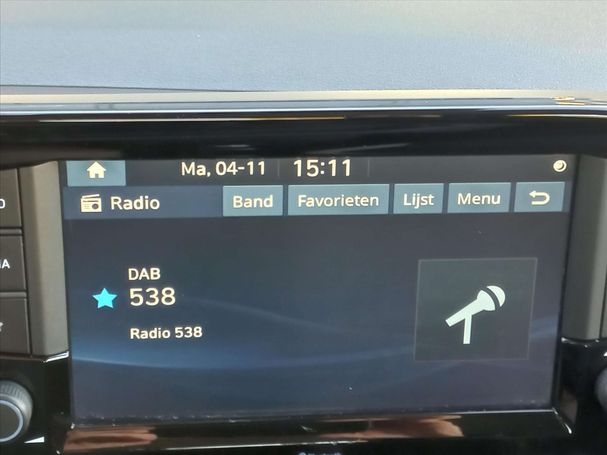 Ma, 04-11 15:11
Radio Band Favorieten Lijst Menu
DAB
538
Radio 538